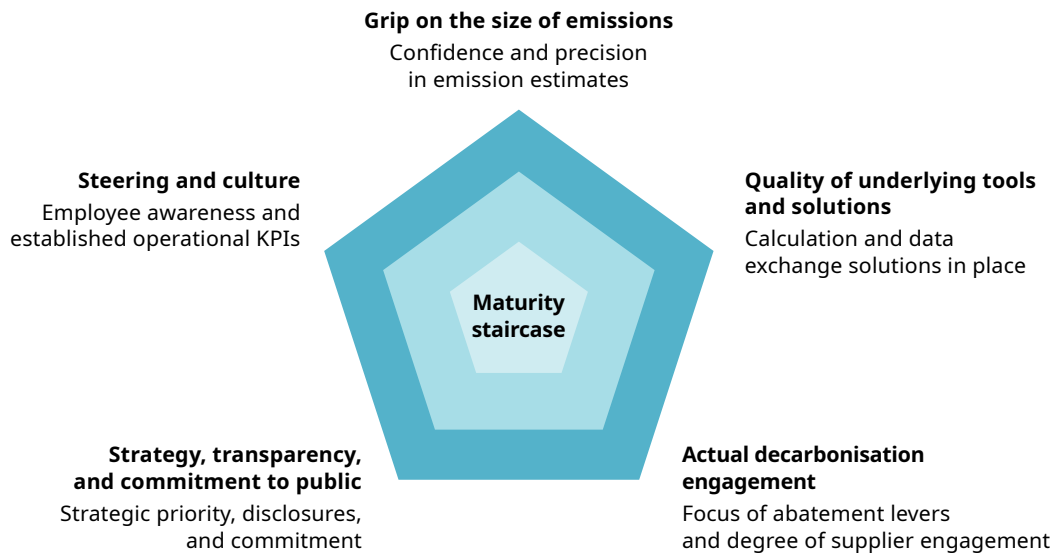 Grip on the size of emissions
Confidence and precision
in emission estimates
Steering and culture
Employee awareness and
established operational KPIs
Quality of underlying tools
and solutions
Calculation and data
exchange solutions in place
Maturity
staircase
Strategy, transparency,
and commitment to public
Strategic priority, disclosures,
and commitment
Actual decarbonisation
engagement
Focus of abatement levers
and degree of supplier engagement